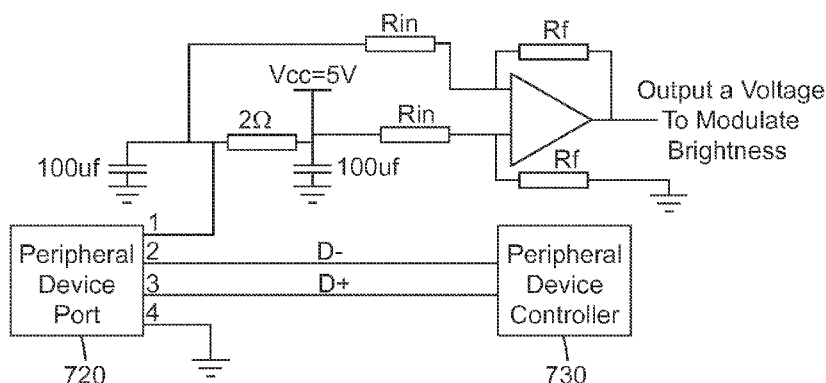 Rin
Rf
Vcc=5V
Output a Voltage
To Modulate
Brightness
2Ω
Rin
100uf
100uf
Rf
1
Peripheral
Device
Port
2
D-
3
D+
4
Peripheral
Device
Controller
720
730